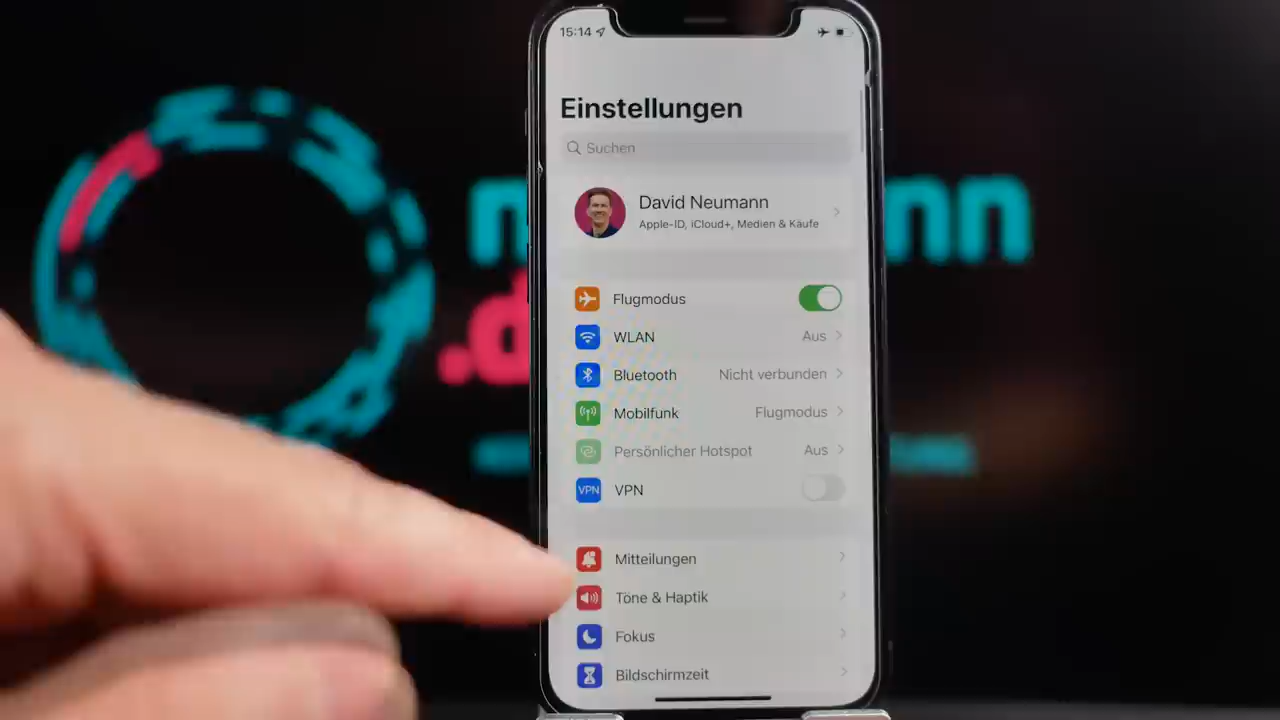 15:14
Einstellungen
Suchen
David Neumann
Apple-ID, iCloud+, Medien & Käufe
Flugmodus
WLAN Aus
Bluetooth Nicht verbunden
Mobilfunk Flugmodus
Persönlicher Hotspot Aus
VPN VPN
Mitteilungen
Töne & Haptik
Fokus
Bildschirmzeit